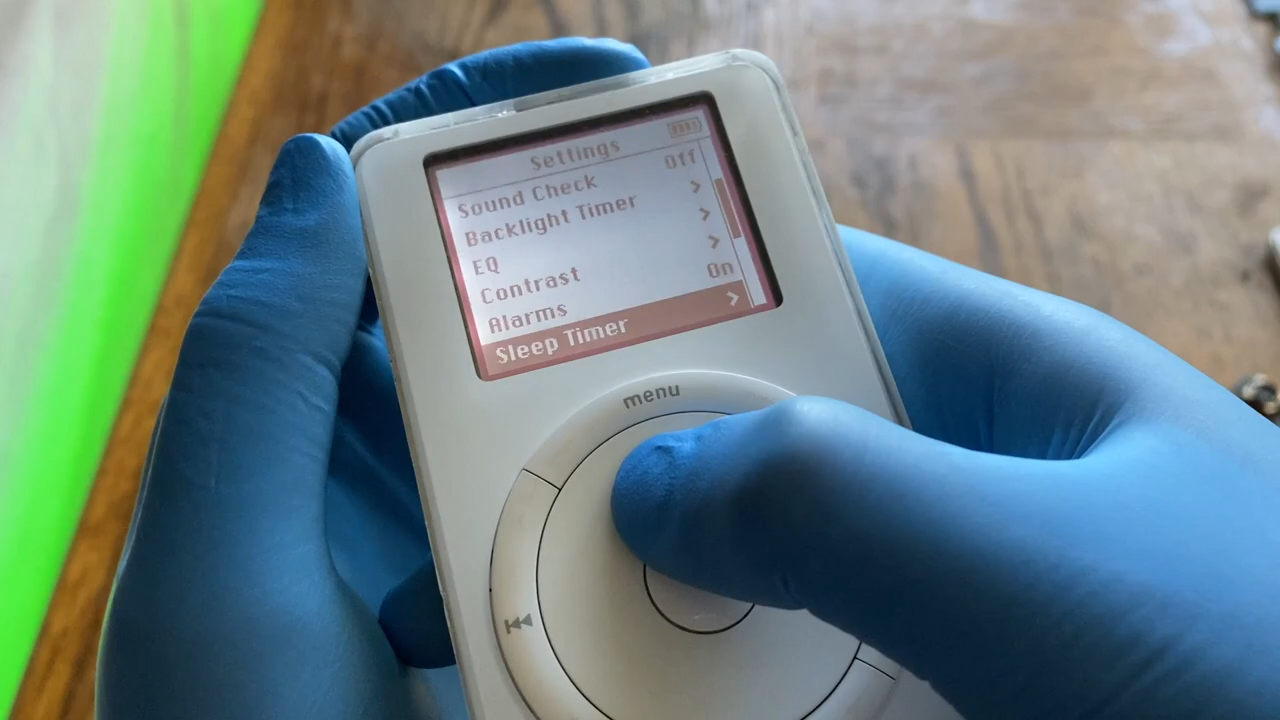 Settings
Sound Check Off
Backlight Timer
EQ
Contrast
Alarms On
Sleep Timer
menu